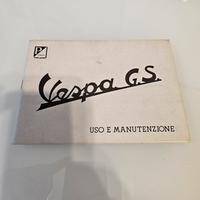 Vespa G.S.
USO E MANUTENZIONE